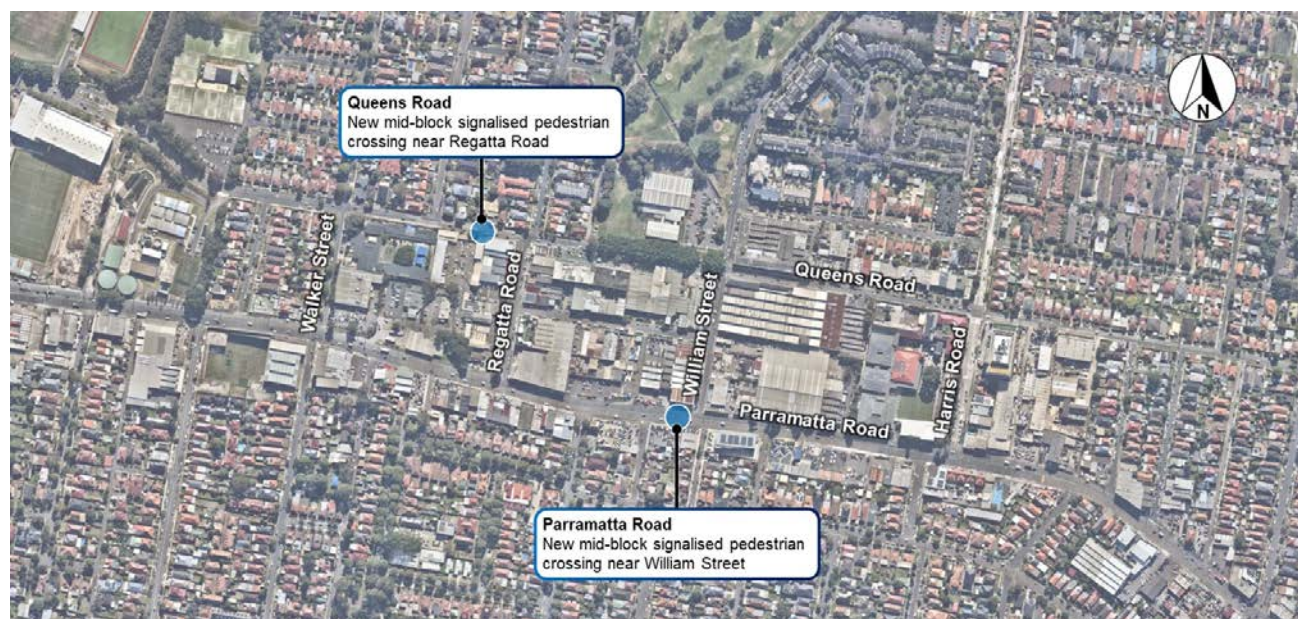 Queens Road
New mid-block signalised pedestrian
crossing near Regatta Road
N
Walker Street
Regatta Road
Queens Road
William Street
Harris Road
Parramatta Road
Parramatta Road
New mid-block signalised pedestrian
crossing near William Street